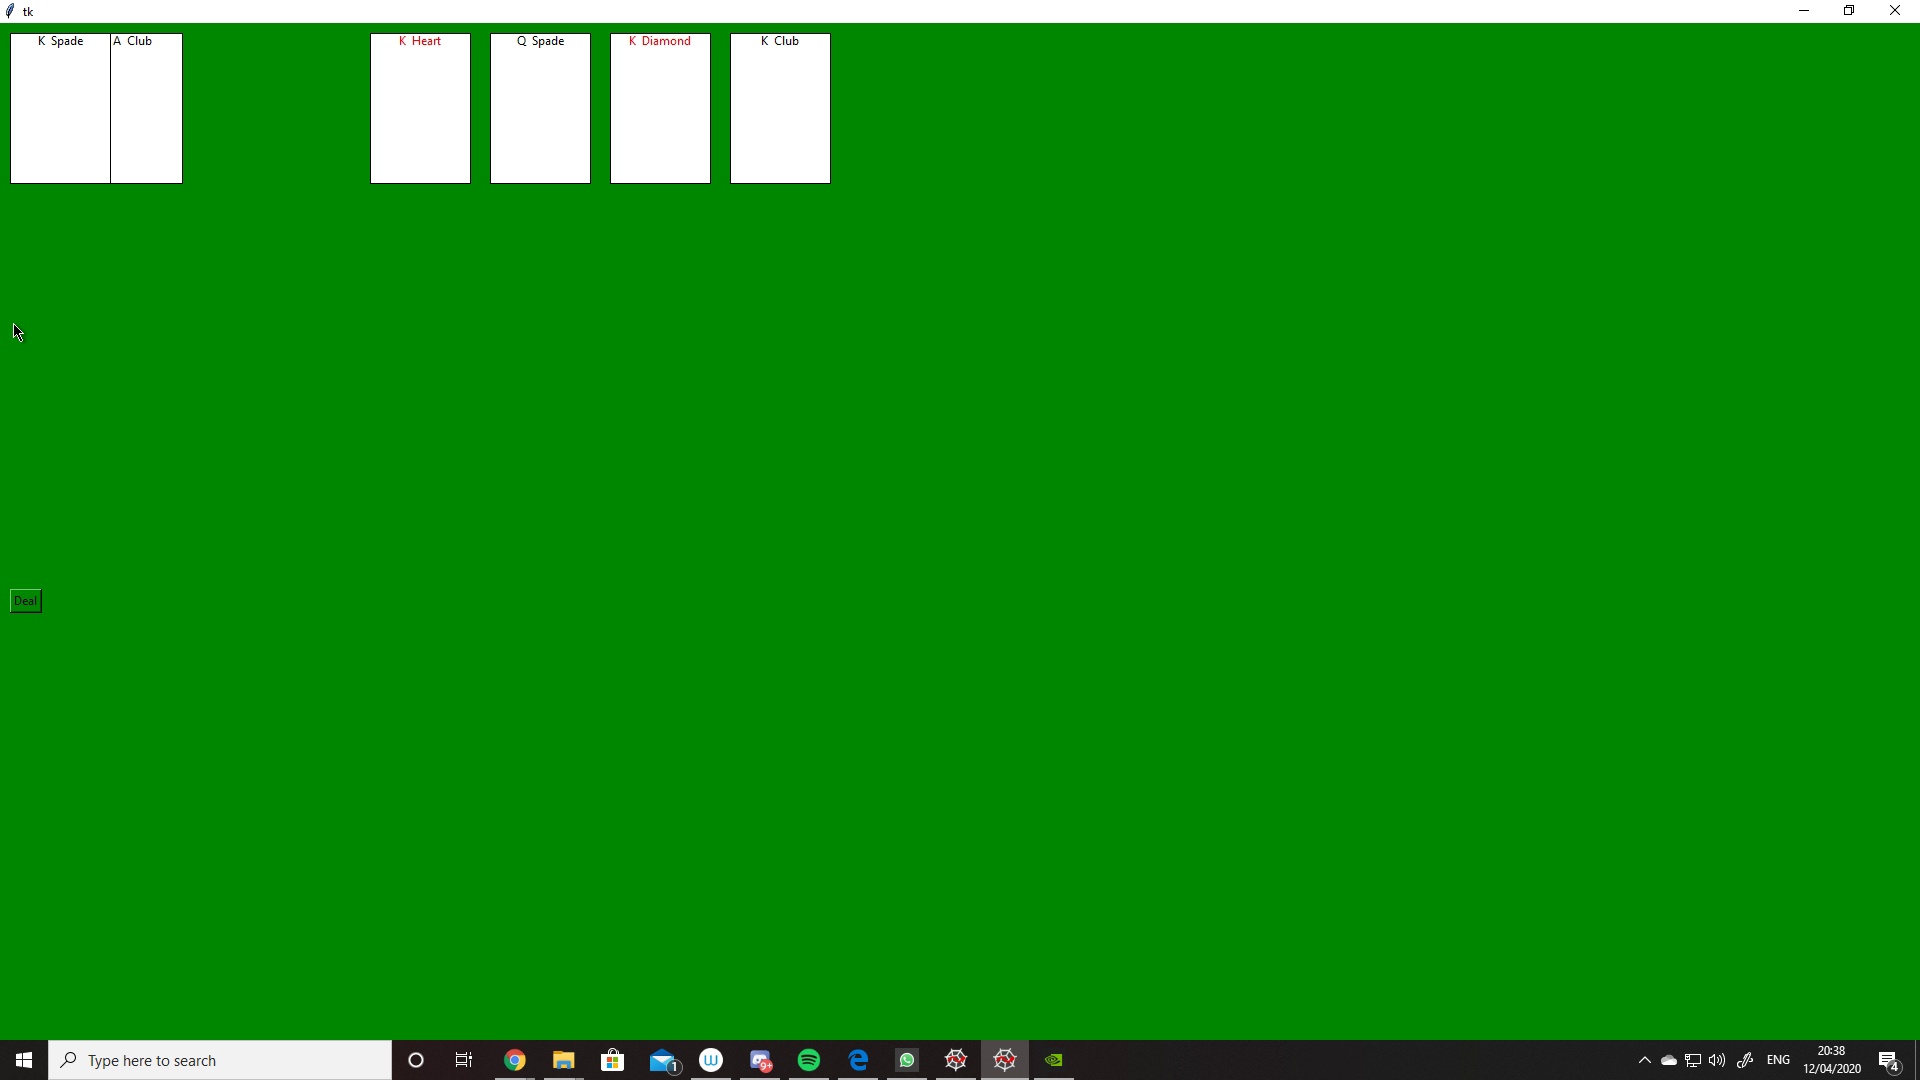 tk
K Spade A Club K Heart Q Spade K Diamond K Club
Deal
Type here to search
1
W
9+
ENG
20:38
12/04/2020
4